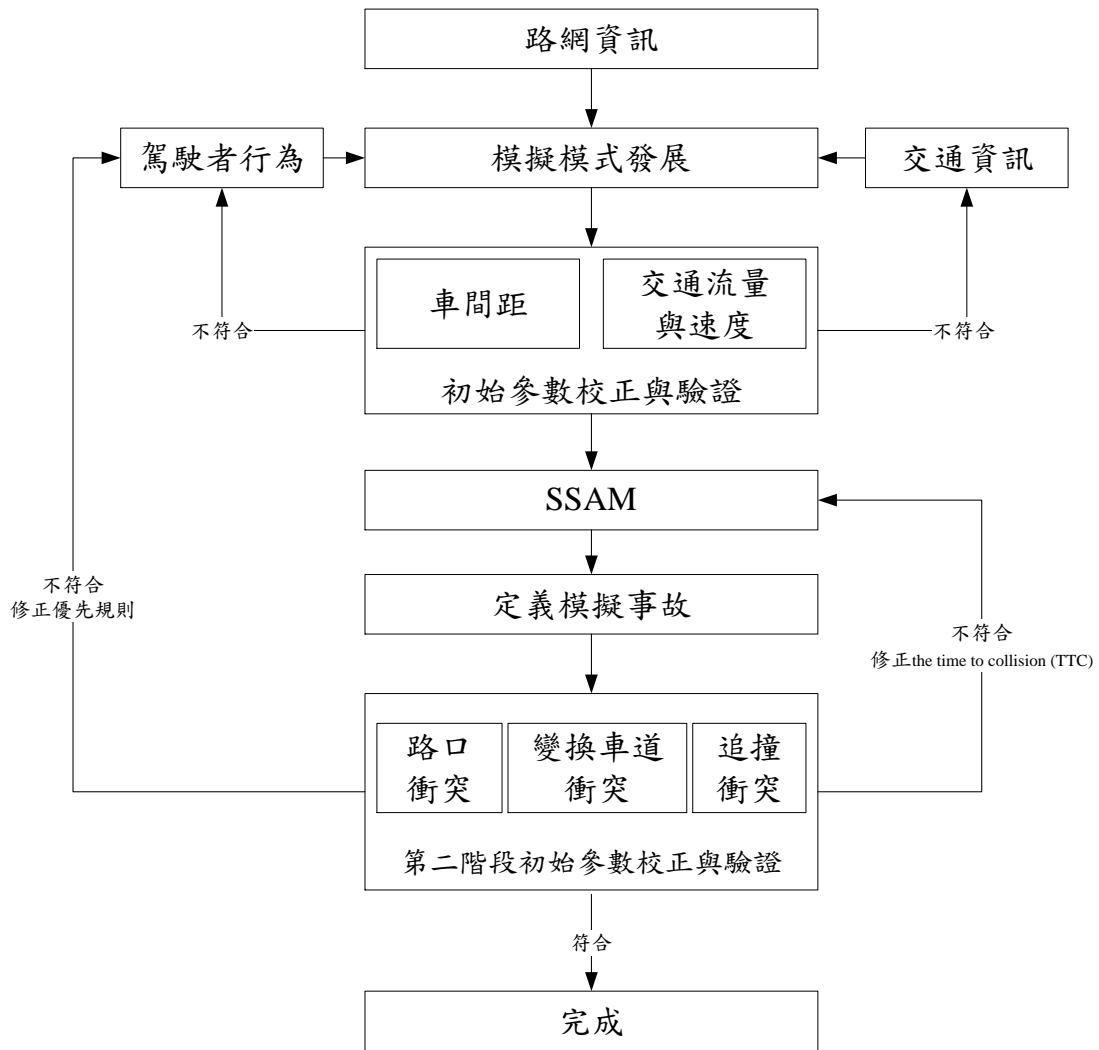 路網資訊
駕駛者行為
模擬模式發展
交通資訊
車間距
交通流量
與速度
不符合
不符合
初始參數校正與驗證
SSAM
不符合
修正優先規則
定義模擬事故
不符合
修正the time to collision (TTC)
路口
衝突
變換車道
衝突
追撞
衝突
第二階段初始參數校正與驗證
符合
完成